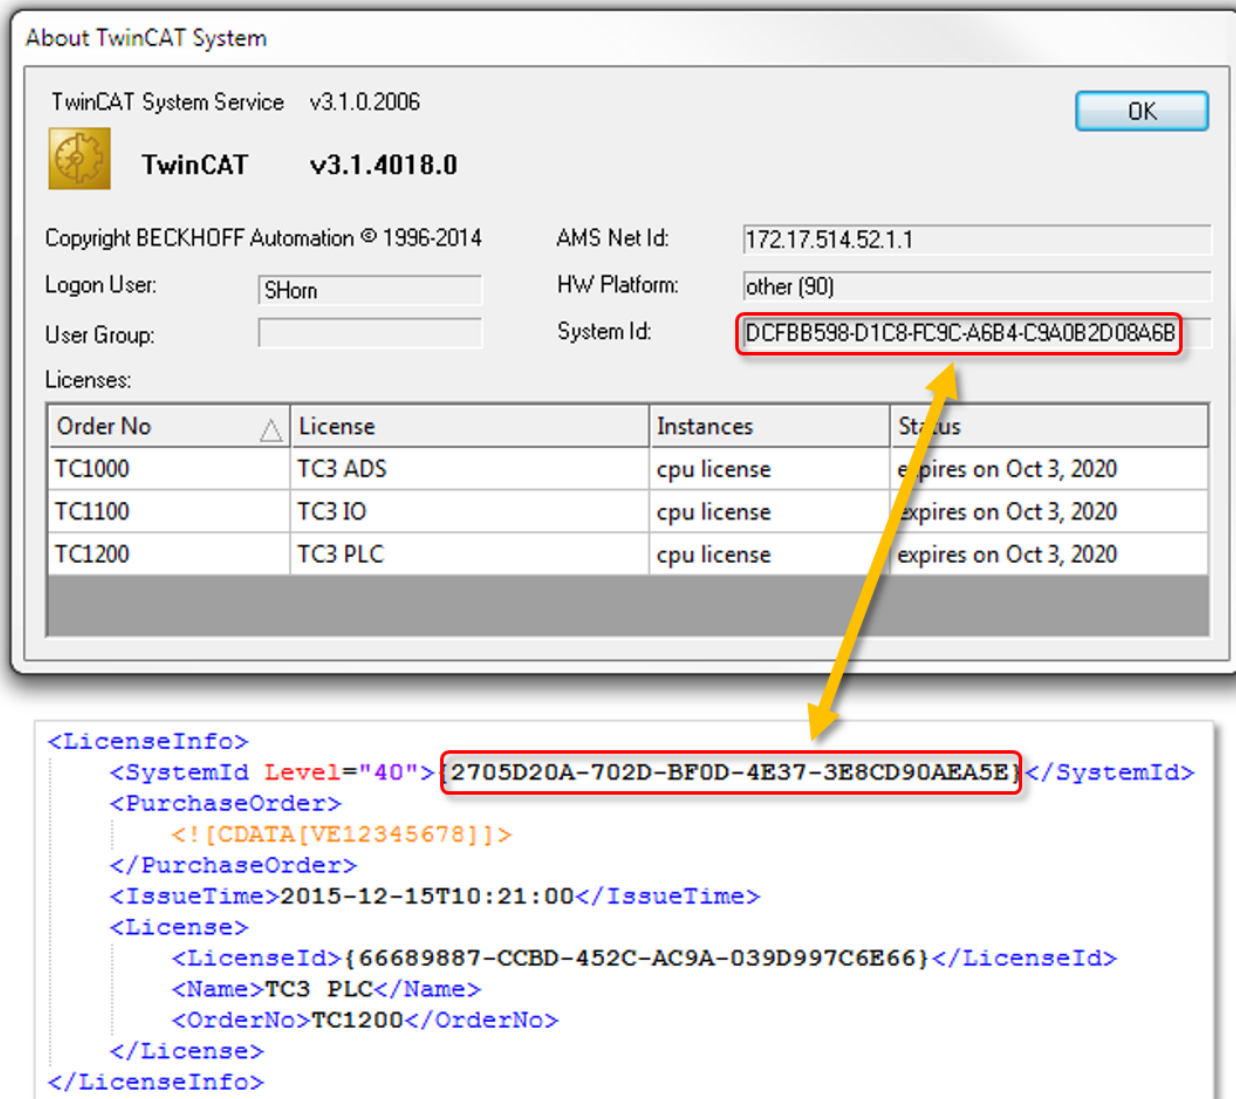 About TwinCAT System
TwinCAT System Service v3.1.0.2006
OK
TwinCAT v3.1.4018.0
Copyright BECKHOFF Automation © 1996-2014
AMS Net Id: 172.17.514.52.1.1
Logon User: SHorn
HW Platform: other (90)
User Group:
System Id: DCFBB598-D1C8-FC9C-A6B4-C9A0B2D08A6B
Licenses:
Order No License Instances Status
TC1000 TC3 ADS cpu license expires on Oct 3, 2020
TC1100 TC3 IO cpu license expires on Oct 3, 2020
TC1200 TC3 PLC cpu license expires on Oct 3, 2020
<LicenseInfo>
<SystemId Level="40">{2705D20A-702D-BF0D-4E37-3E8CD90AEA5E}</SystemId>
<PurchaseOrder>
<![CDATA[VE12345678]]>
</PurchaseOrder>
<IssueTime>2015-12-15T10:21:00</IssueTime>
<License>
<LicenseId>{66689887-CCBD-452C-AC9A-039D997C6E66}</LicenseId>
<Name>TC3 PLC</Name>
<OrderNo>TC1200</OrderNo>
</License>
</LicenseInfo>